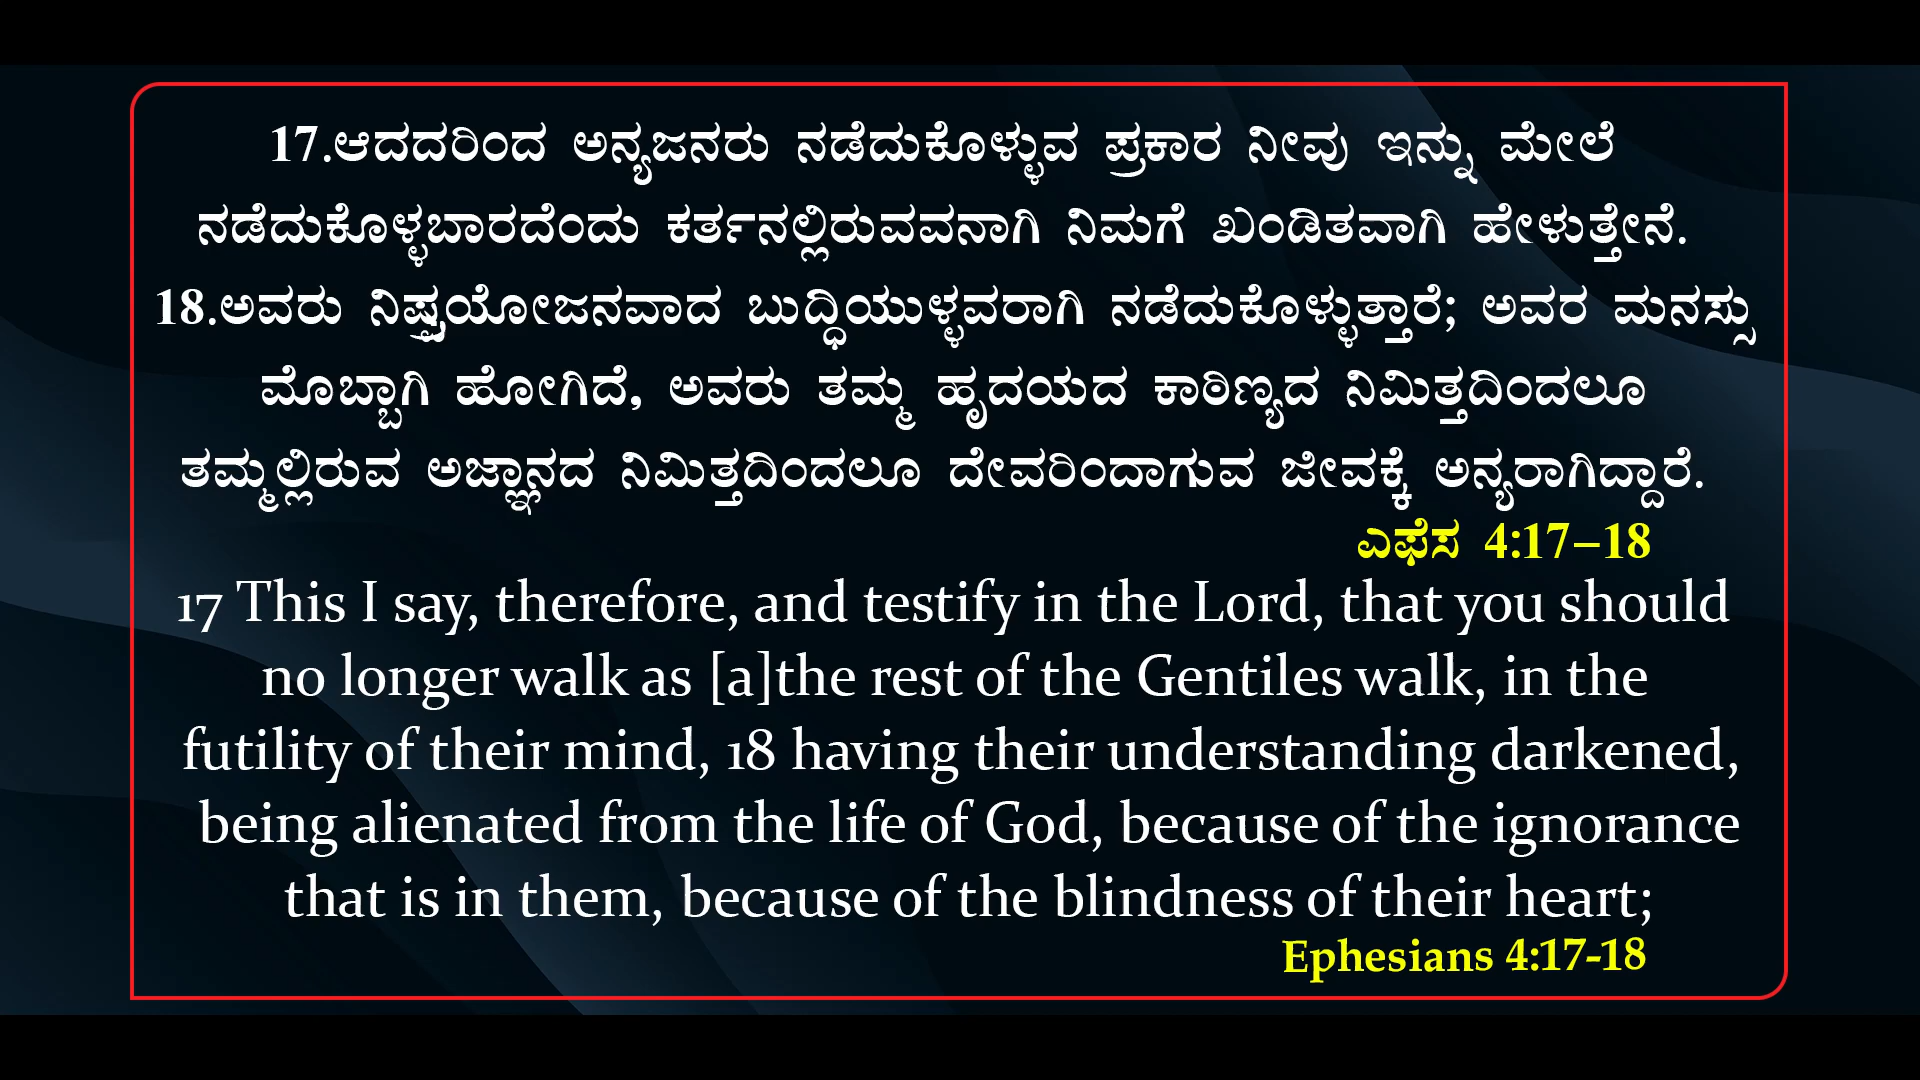 17.ಆದದರಿಂದ ಅನ್ಯಜನರು ನಡೆದುಕೊಳ್ಳುವ ಪ್ರಕಾರ ನೀವು ಇನ್ನು ಮೇಲೆ
ನಡೆದುಕೊಳ್ಳಬಾರದೆಂದು ಕರ್ತನಲ್ಲಿರುವವನಾಗಿ ನಿಮಗೆ ಖಂಡಿತವಾಗಿ ಹೇಳುತ್ತೇನೆ.
18.ಅವರು ನಿಷ್ಪ್ರಯೋಜನವಾದ ಬುದ್ಧಿಯುಳ್ಳವರಾಗಿ ನಡೆದುಕೊಳ್ಳುತ್ತಾರೆ; ಅವರ ಮನಸ್ಸು
ಮೊಬ್ಬಾಗಿ ಹೋಗಿದೆ, ಅವರು ತಮ್ಮ ಹೃದಯದ ಕಾಠಿಣ್ಯದ ನಿಮಿತ್ತದಿಂದಲೂ
ತಮ್ಮಲ್ಲಿರುವ ಅಜ್ಞಾನದ ನಿಮಿತ್ತದಿಂದಲೂ ದೇವರಿಂದಾಗುವ ಜೀವಕ್ಕೆ ಅನ್ಯರಾಗಿದ್ದಾರೆ.
ಎಫೆಸ 4:17–18
17 This I say, therefore, and testify in the Lord, that you should
no longer walk as [a]the rest of the Gentiles walk, in the
futility of their mind, 18 having their understanding darkened,
being alienated from the life of God, because of the ignorance
that is in them, because of the blindness of their heart;
Ephesians 4:17-18